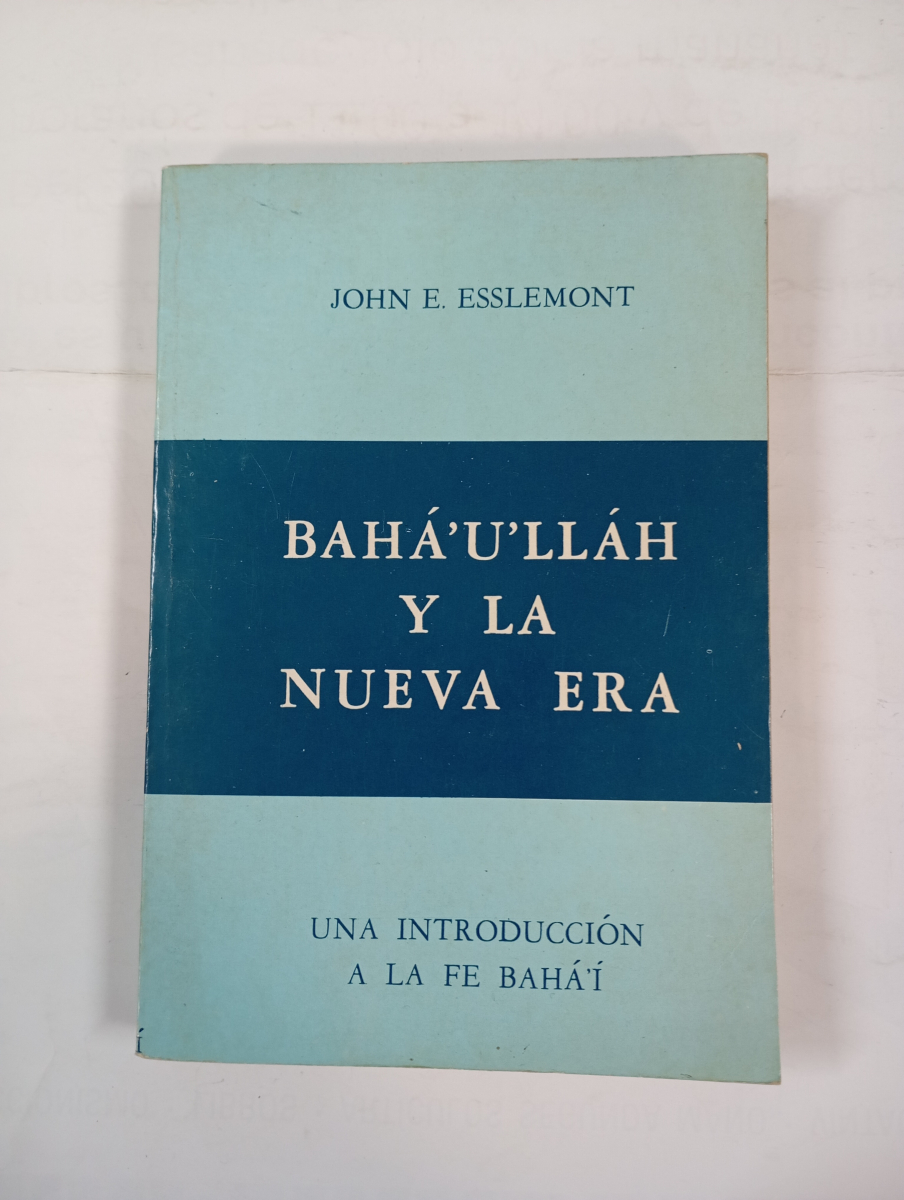 JOHN E. ESSLEMONT
BAHÁ’U’LLÁH
Y LA
NUEVA ERA
UNA INTRODUCCIÓN
A LA FE BAHÁ’Í